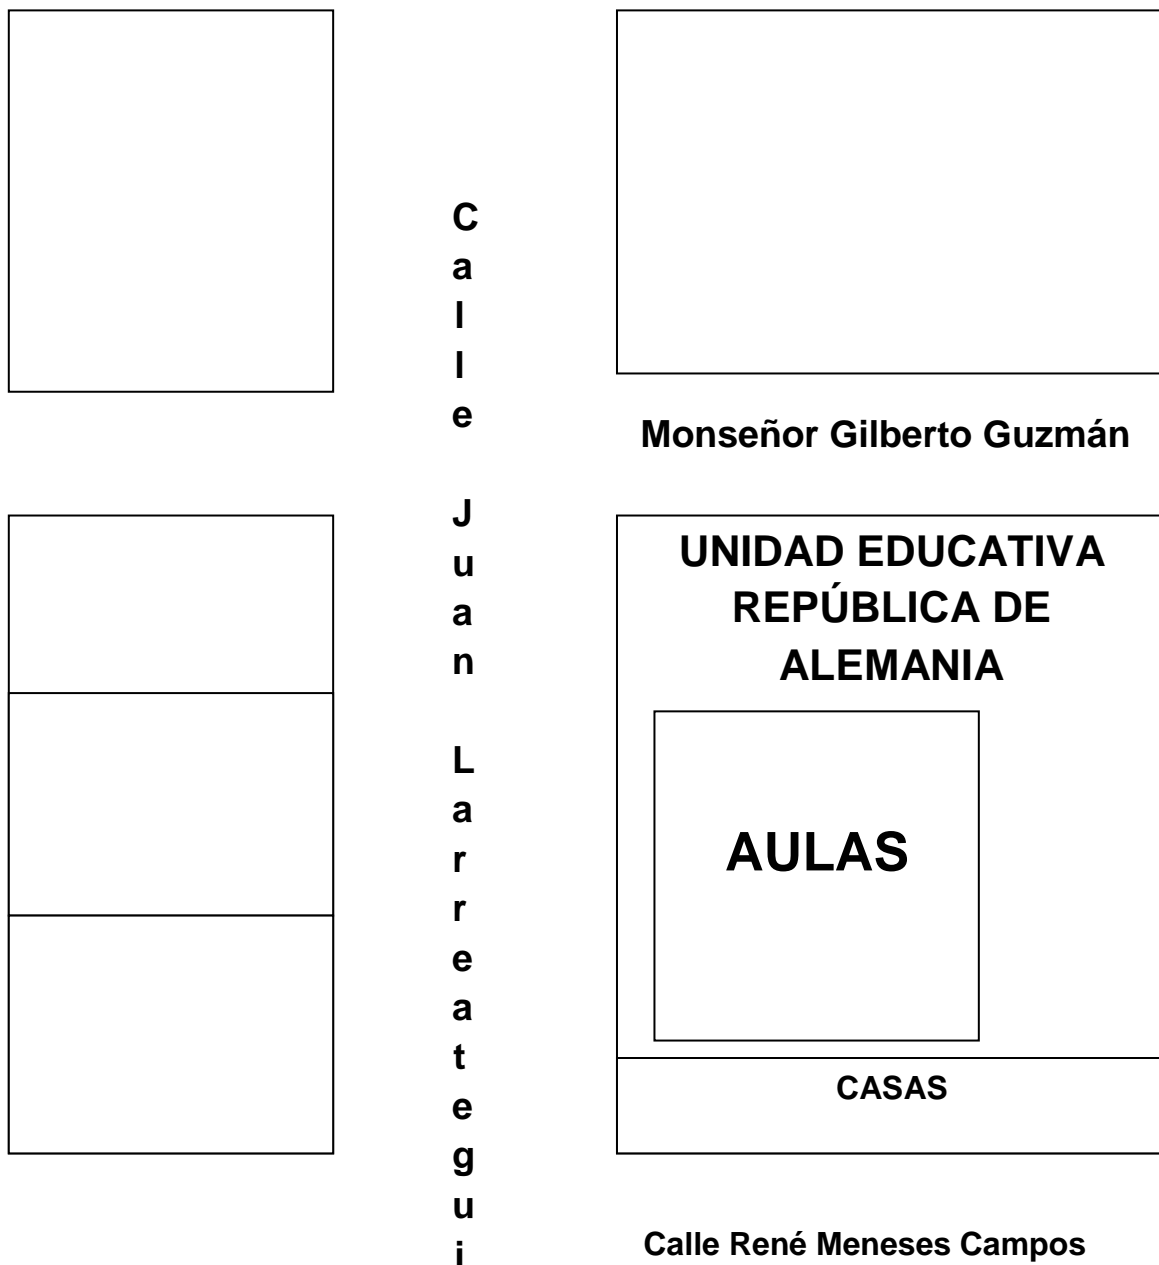 Calle Juan Larreategui
Monseñor Gilberto Guzmán
UNIDAD EDUCATIVA
REPÚBLICA DE
ALEMANIA
AULAS
CASAS
Calle René Meneses Campos